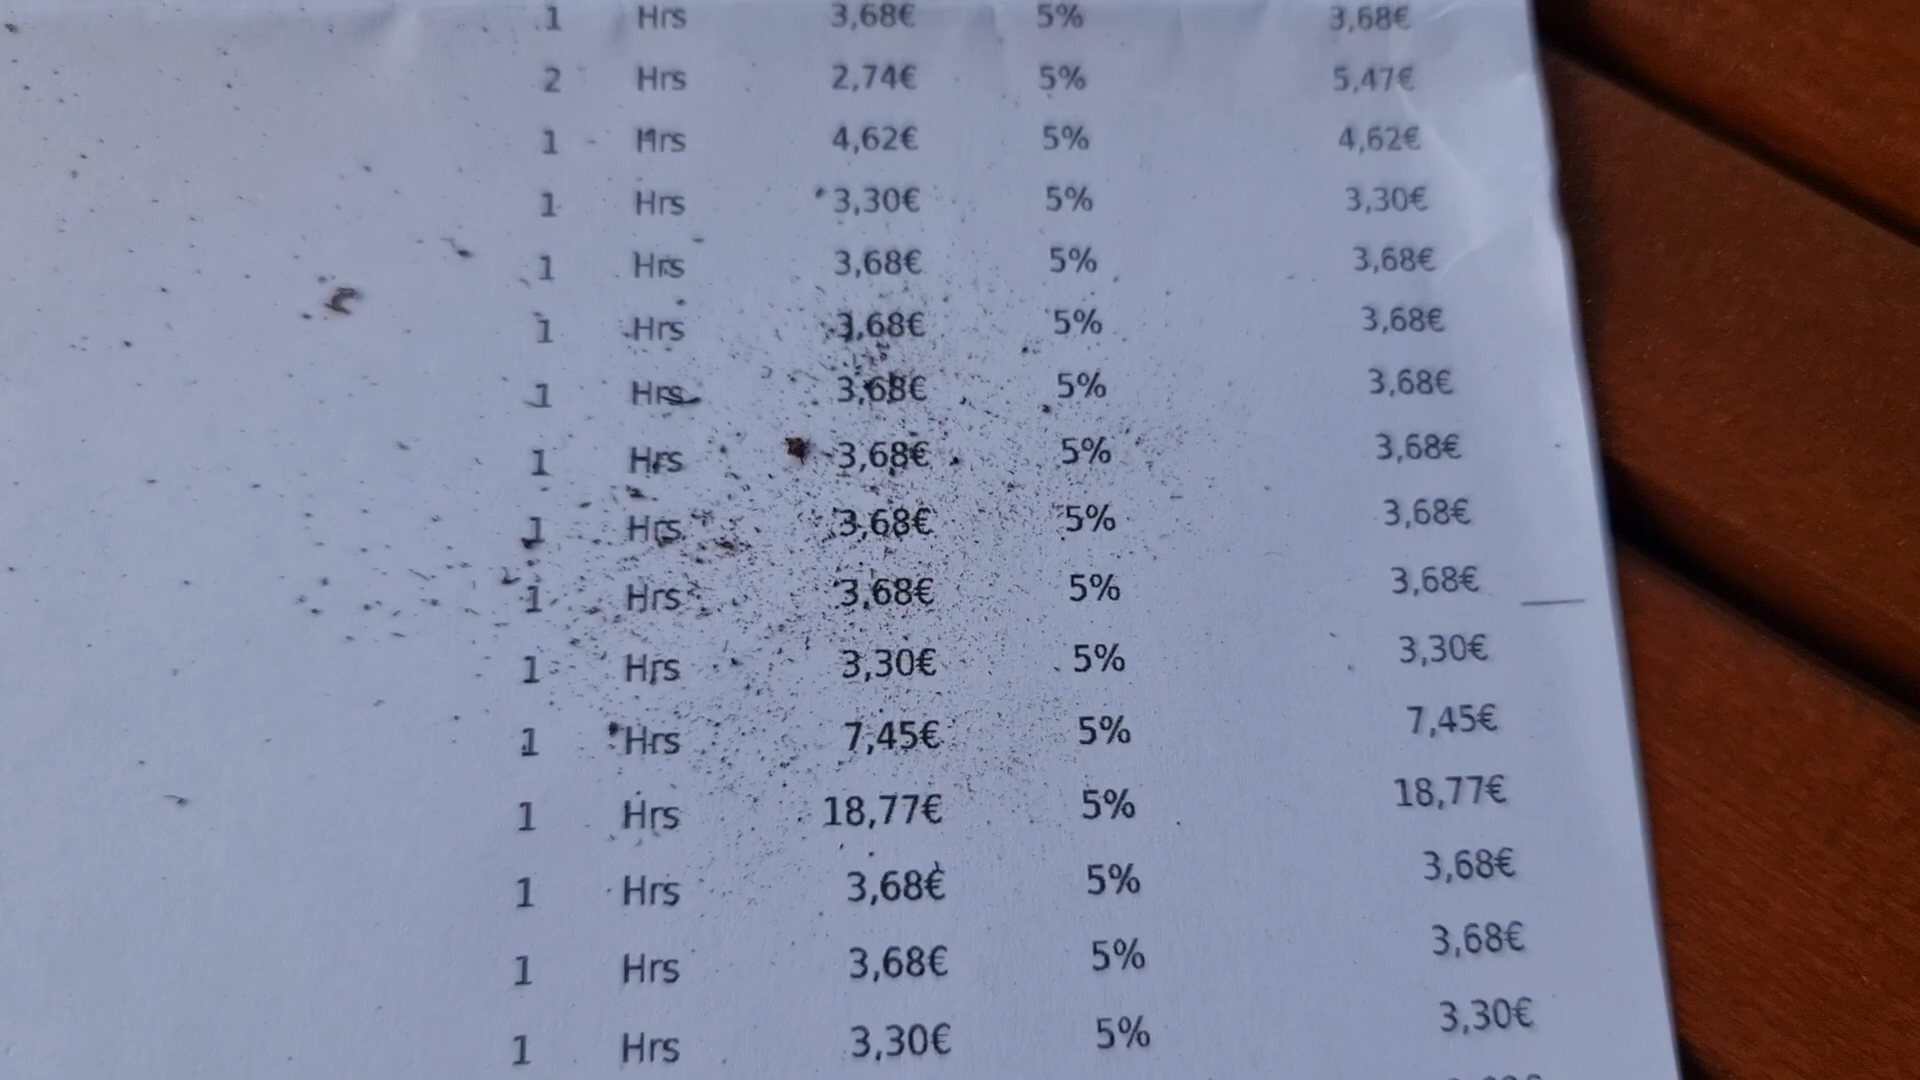 1 Hrs 3,68€ 5% 3,68€
2 Hrs 2,74€ 5% 5,47€
1 Hrs 4,62€ 5% 4,62€
1 Hrs 3,30€ 5% 3,30€
1 Hrs 3,68€ 5% 3,68€
1 Hrs 3,68€ 5% 3,68€
1 Hrs 3,68€ 5% 3,68€
1 Hrs 3,68€ 5% 3,68€
1 Hrs 3,68€ 5% 3,68€
1 Hrs 3,68€ 5% 3,68€
1 Hrs 3,30€ 5% 3,30€
1 Hrs 7,45€ 5% 7,45€
1 Hrs 18,77€ 5% 18,77€
1 Hrs 3,68€ 5% 3,68€
1 Hrs 3,68€ 5% 3,68€
1 Hrs 3,30€ 5% 3,30€